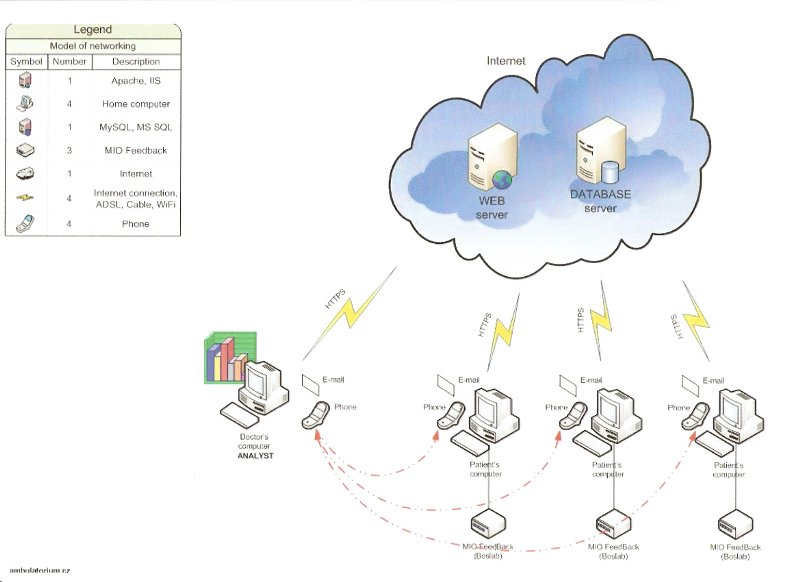 Legend
Model of networking
Symbol Number Description
1 Apache, IIS
4 Home computer
1 MySQL, MS SQL
3 MIO Feedback
1 Internet
4 Internet connection,
ADSL, Cable, WiFi
4 Phone
Internet
WEB
server
DATABASE
server
HTTPS
HTTPS
HTTPS
HTTPS
E-mail
Phone
E-mail
Phone
E-mail
Phone
E-mail
Phone
Doctor's
computer
ANALYST
Patient's
computer
Patient's
computer
Patient's
computer
MIO FeedBack
(Boslab)
MIO FeedBack
(Boslab)
MIO FeedBack
(Boslab)
ambulatorium.cz